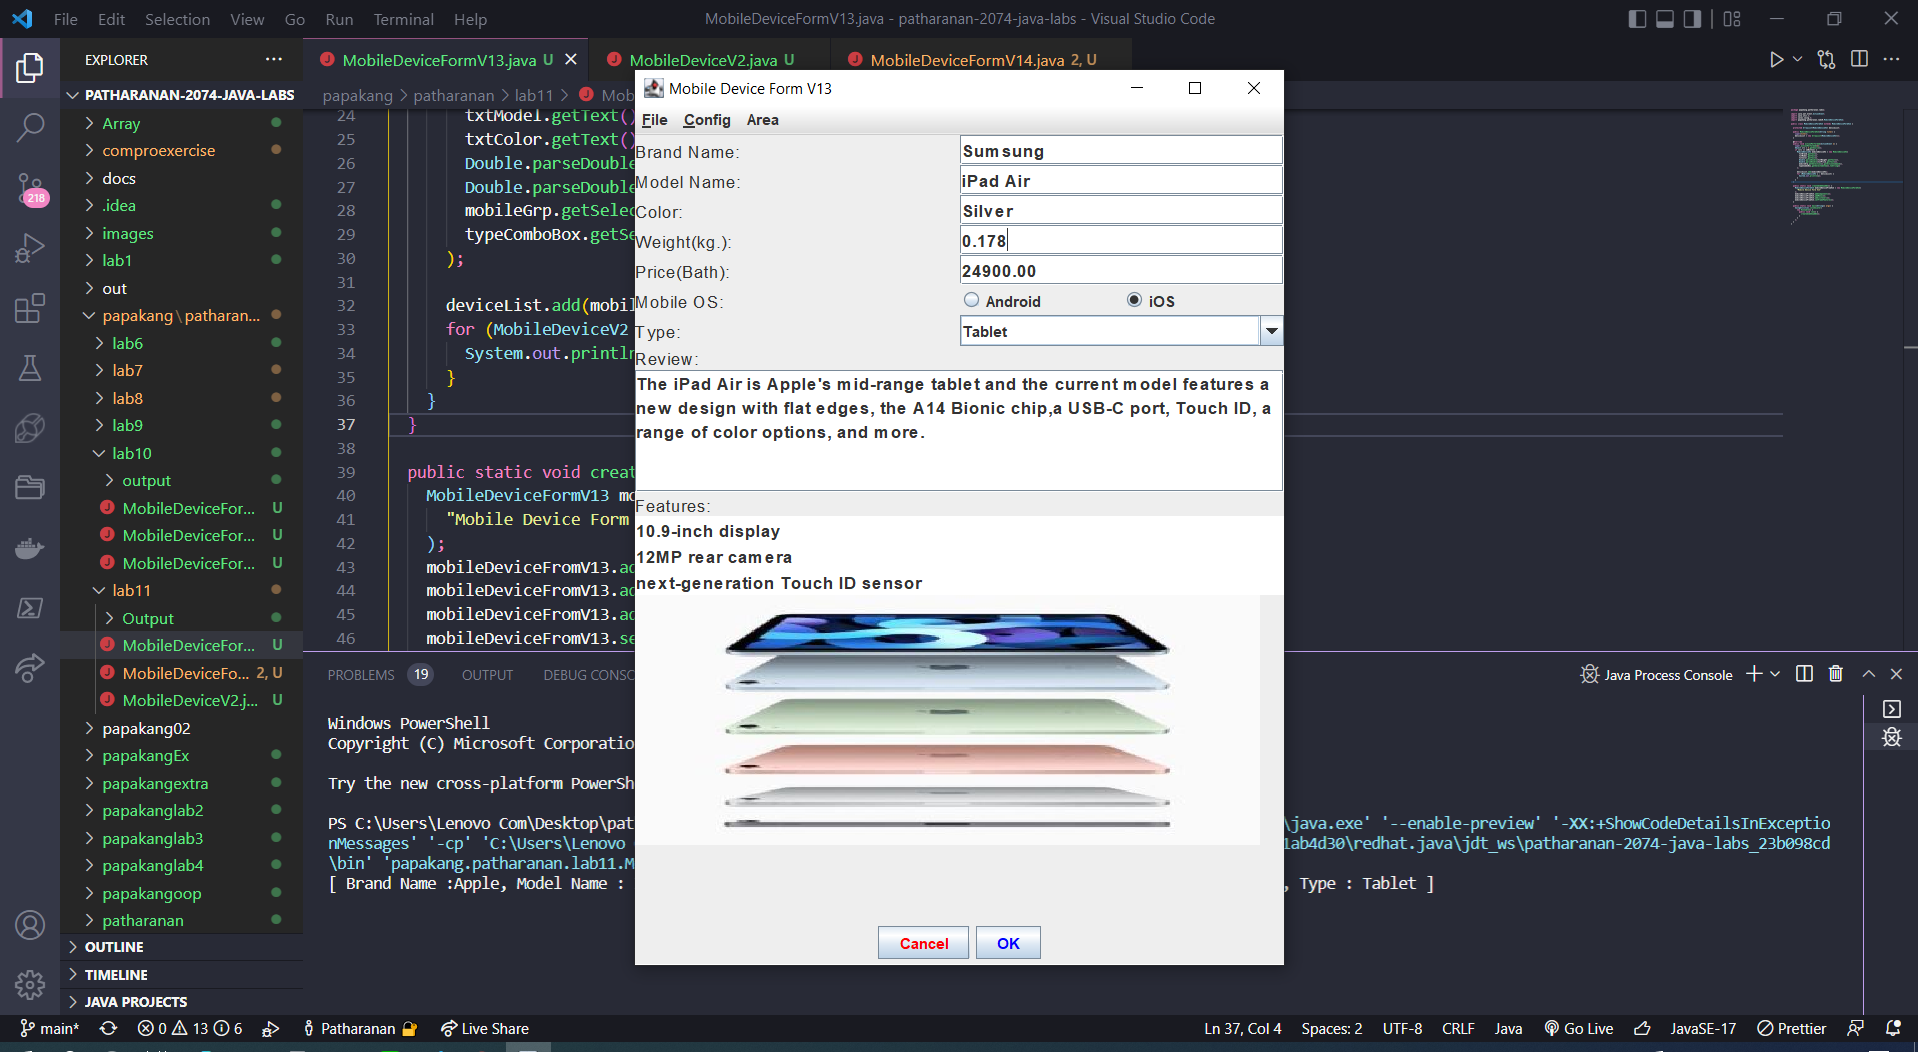 File Edit Selection View Go Run Terminal Help
MobileDeviceFormV13.java - patharanan-2074-java-labs - Visual Studio Code
EXPLORER
PATHARANAN-2074-JAVA-LABS
Array
comproexercise
docs
.idea
images
lab1
out
papakang\patharan...
lab6
lab7
lab8
lab9
lab10
output
MobileDeviceFor... U
MobileDeviceFor... U
MobileDeviceFor... U
lab11
Output
MobileDeviceFor... U
MobileDeviceFo... 2, U
MobileDeviceV2.j... U
papakang02
papakangEx
papakangextra
papakanglab2
papakanglab3
papakanglab4
papakangoop
patharanan
OUTLINE
TIMELINE
JAVA PROJECTS
218
MobileDeviceFormV13.java U
MobileDeviceV2.java U
MobileDeviceFormV14.java 2, U
papakang > patharanan > lab11 > Mob
24 txtModel.getText()
25 txtColor.getText()
26 Double.parseDouble
27 Double.parseDouble
28 mobileGrp.getSelec
29 typeComboBox.getSe
30 );
31
32 deviceList.add(mobil
33 for (MobileDeviceV2
34 System.out.println
35 }
36 }
37 }
38
39 public static void creat
40 MobileDeviceFormV13 mo
41 "Mobile Device Form
42 );
43 mobileDeviceFromV13.ad
44 mobileDeviceFromV13.ad
45 mobileDeviceFromV13.ad
46 mobileDeviceFromV13.se
Mobile Device Form V13
File Config Area
Brand Name: Sumsung
Model Name: iPad Air
Color: Silver
Weight(kg.): 0.178
Price(Bath): 24900.00
Mobile OS: Android iOS
Type: Tablet
Review:
The iPad Air is Apple's mid-range tablet and the current model features a
new design with flat edges, the A14 Bionic chip,a USB-C port, Touch ID, a
range of color options, and more.
Features:
10.9-inch display
12MP rear camera
next-generation Touch ID sensor
Cancel OK
PROBLEMS 19 OUTPUT DEBUG CONSO
Java Process Console
Windows PowerShell
Copyright (C) Microsoft Corporatio
Try the new cross-platform PowerSh
PS C:\Users\Lenovo Com\Desktop\pat \java.exe' '--enable-preview' '-XX:+ShowCodeDetailsInExceptio
nMessages' '-cp' 'C:\Users\Lenovo lab4d30\redhat.java\jdt_ws\patharanan-2074-java-labs_23b098cd
\bin' 'papakang.patharanan.lab11.M
[ Brand Name :Apple, Model Name : , Type : Tablet ]
main* 0 13 6 Patharanan Live Share
Ln 37, Col 4 Spaces: 2 UTF-8 CRLF Java Go Live JavaSE-17 Prettier